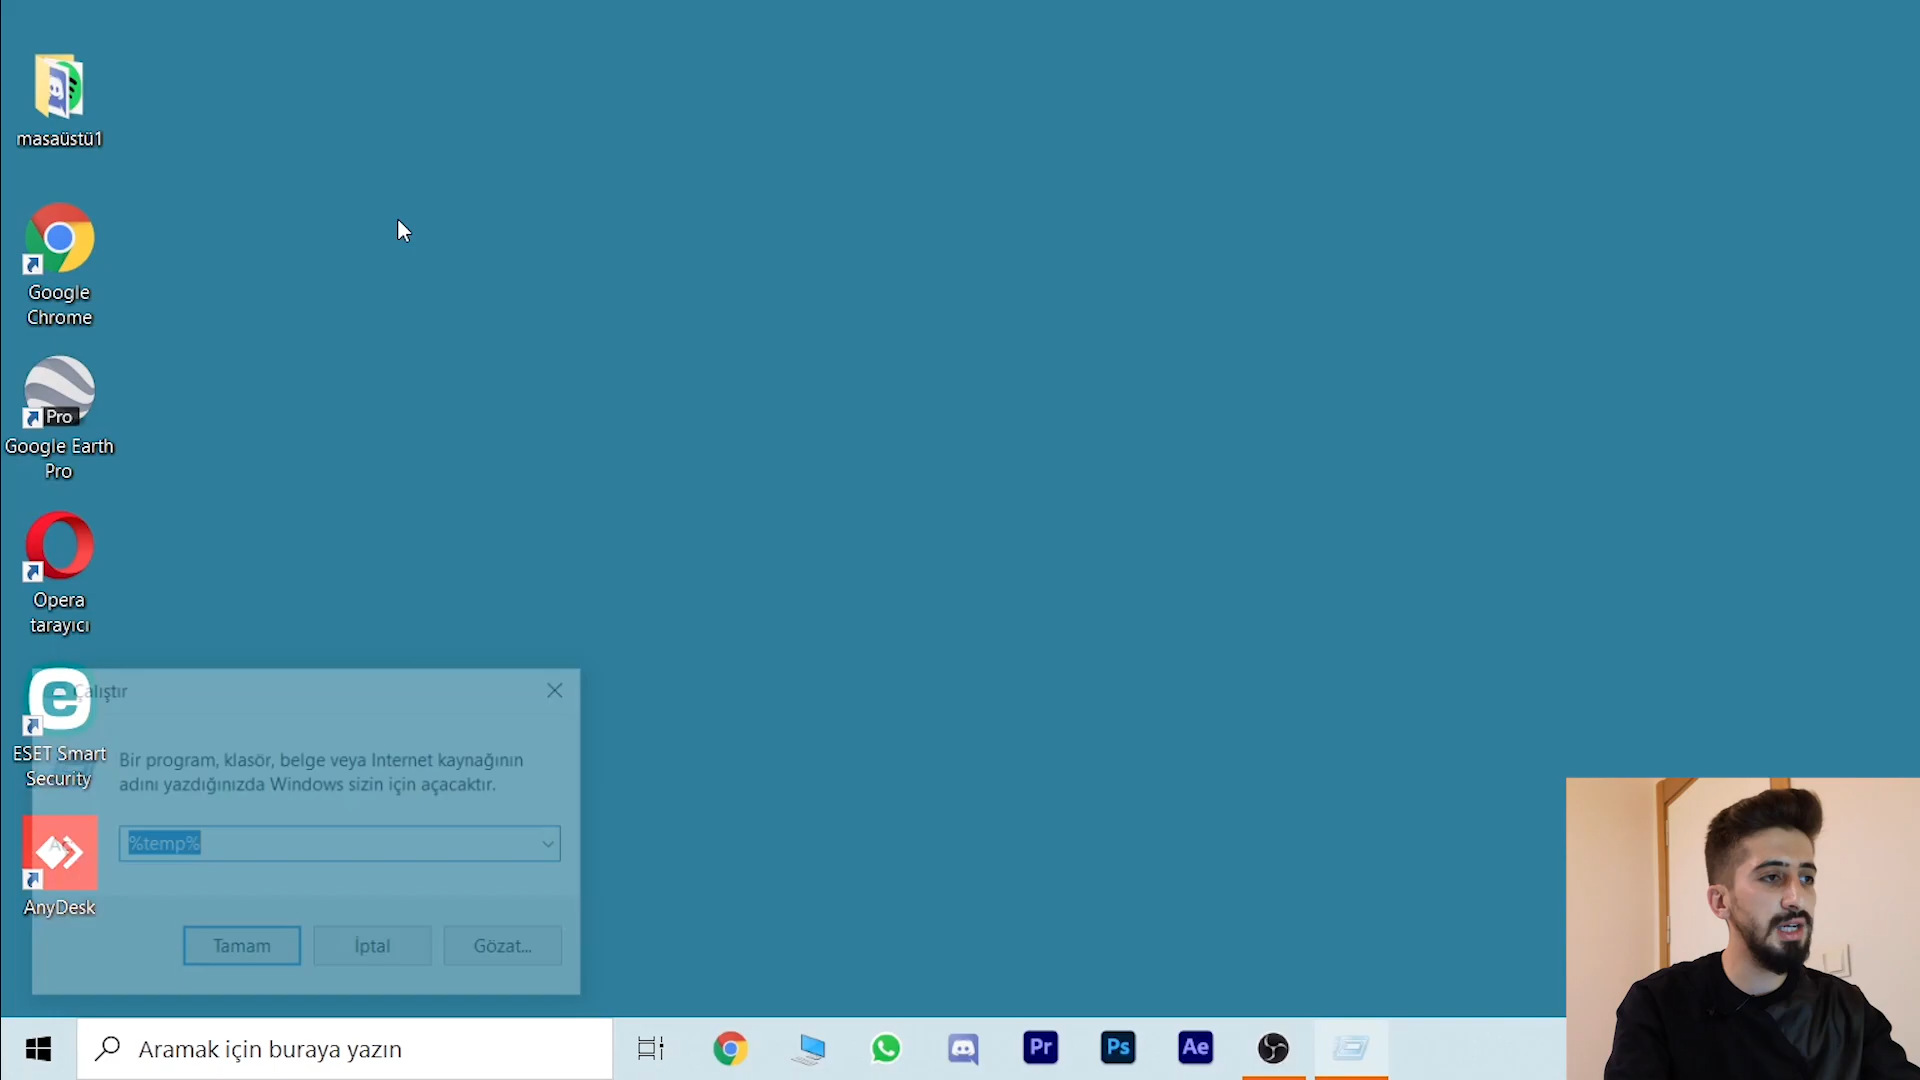 masaüstü1
Google
Chrome
Pro
Google Earth
Pro
Opera
tarayıcı
ESET Smart
Security
AnyDesk
Çalıştır
Bir program, klasör, belge veya Internet kaynağının
adını yazdığınızda Windows sizin için açacaktır.
Aç
%temp%
Tamam
İptal
Gözat...
Aramak için buraya yazın
Pr
Ps
Ae